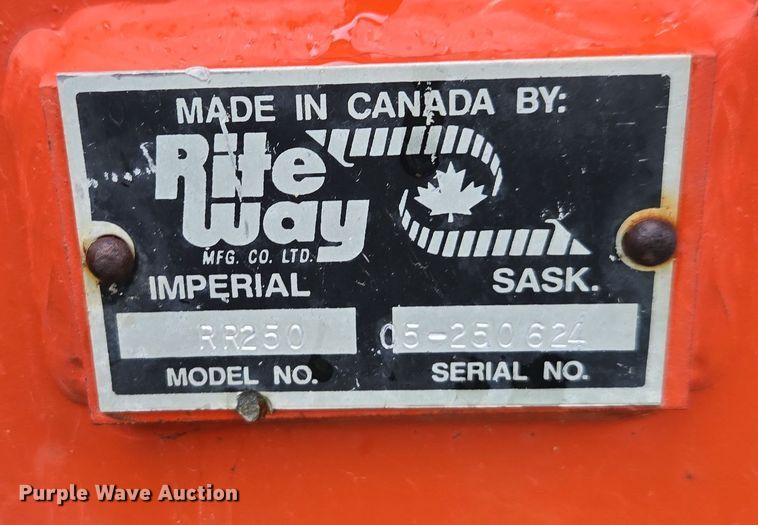 MADE IN CANADA BY:
Rite
Way
MFG. CO. LTD.
IMPERIAL SASK.
RR250 05-250624
MODEL NO. SERIAL NO.
Purple Wave Auction